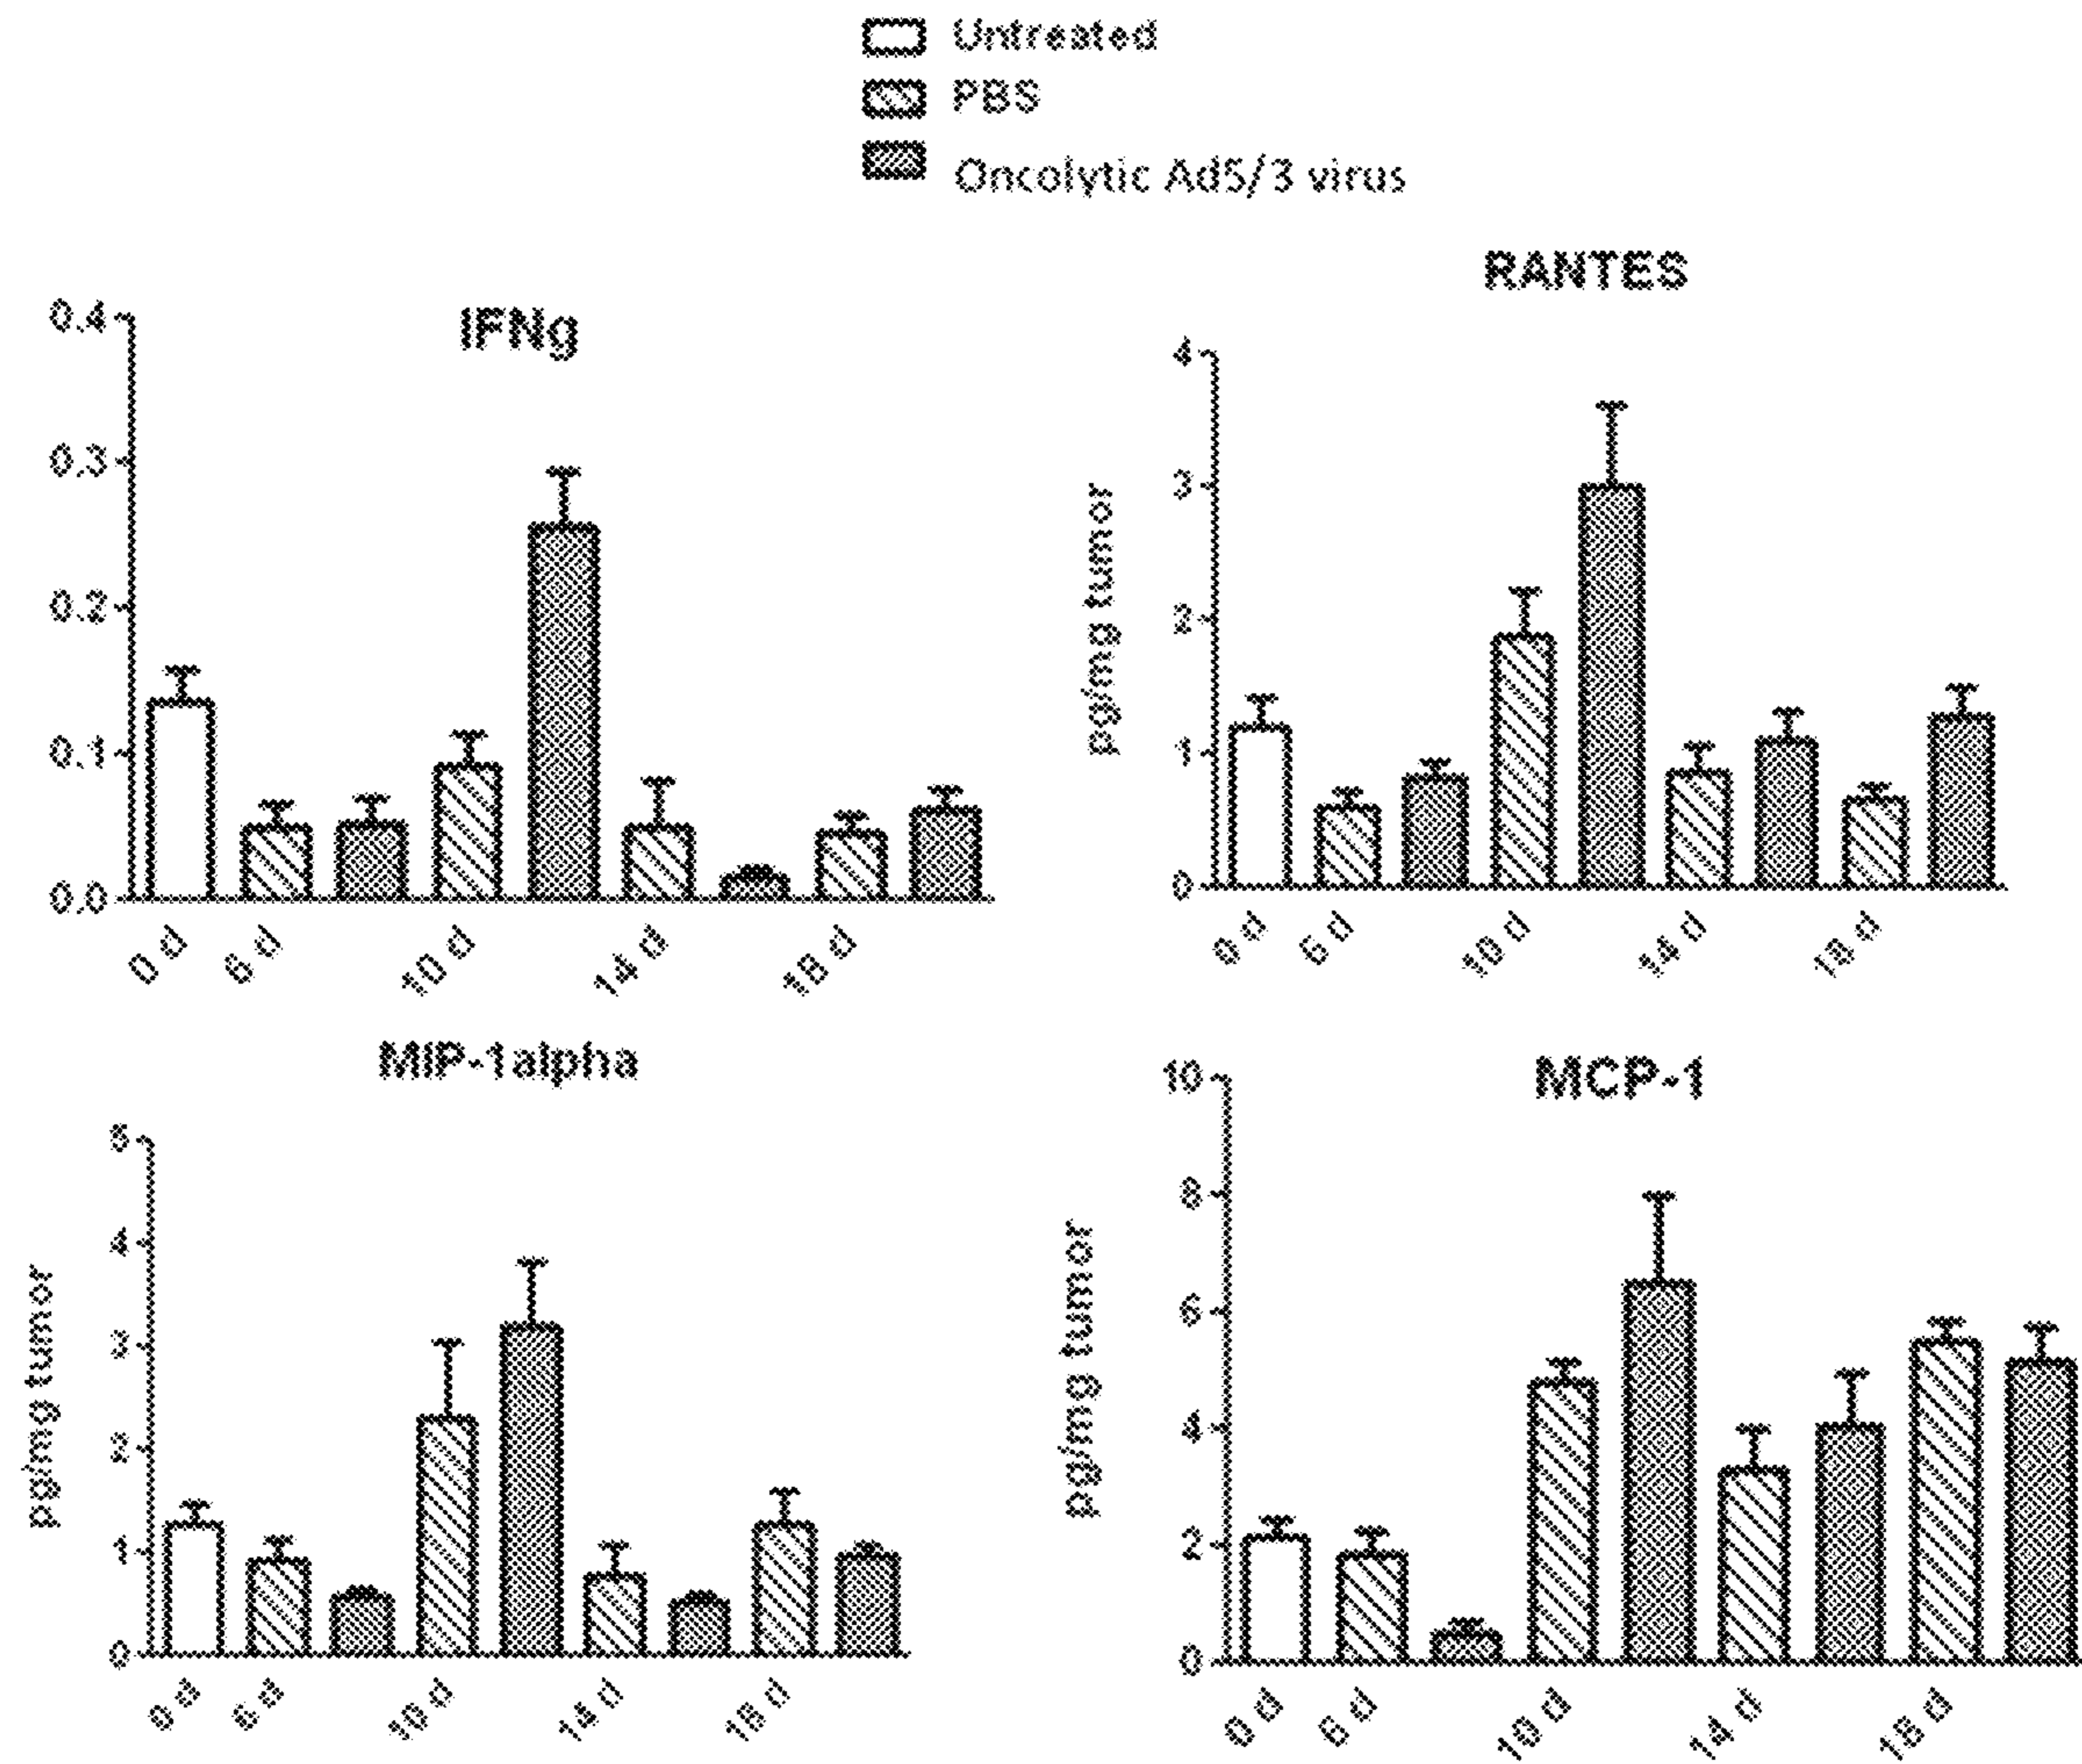 Untreated
PBS
Oncolytic Ad5/3 virus
IFNg
0.4
0.3
0.2
0.1
0.0
0 d
6 d
10 d
14 d
18 d
RANTES
pg/mg tumor
4
3
2
1
0
0 d
6 d
10 d
14 d
18 d
MIP-1alpha
pg/mg tumor
5
4
3
2
1
0
0 d
6 d
10 d
14 d
18 d
MCP-1
pg/mg tumor
10
8
6
4
2
0
0 d
6 d
10 d
14 d
18 d